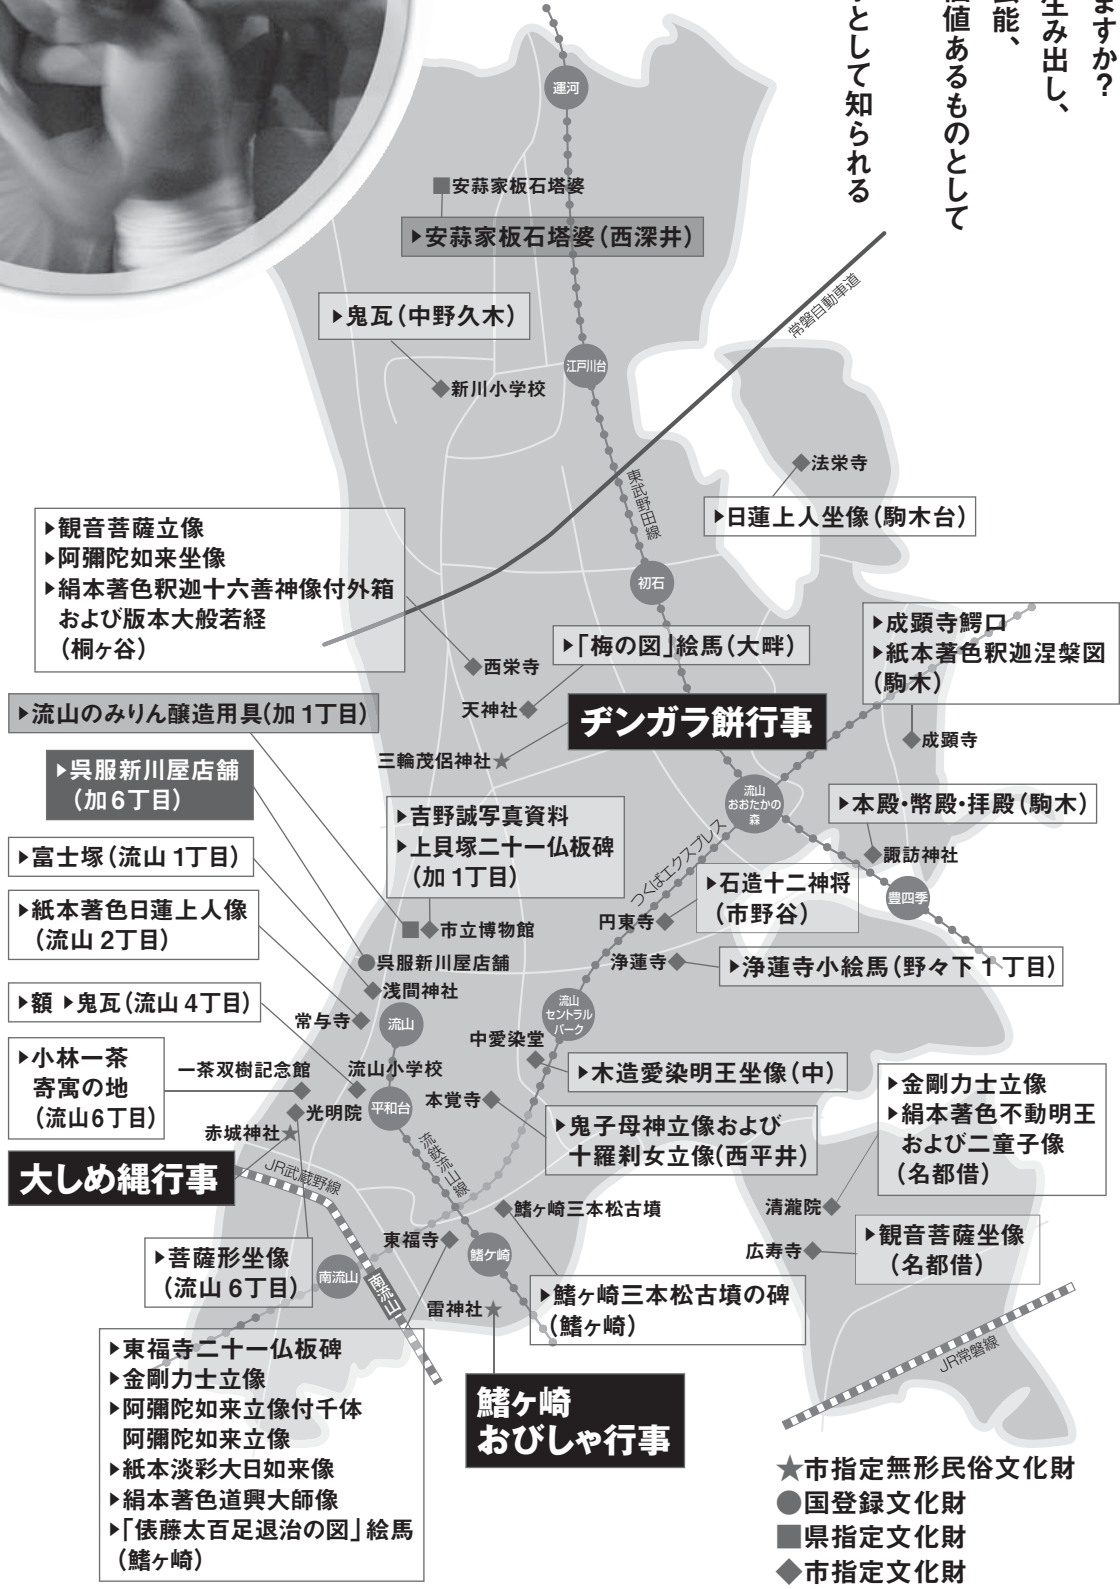 ますか?
生み出し、
芸能、
価値あるものとして
として知られる
運河
安蒜家板石塔婆
▶安蒜家板石塔婆(西深井)
▶鬼瓦(中野久木)
江戸川台
新川小学校
常磐自動車道
東武野田線
法栄寺
▶日蓮上人坐像(駒木台)
▶観音菩薩立像
▶阿彌陀如来坐像
▶絹本著色釈迦十六善神像付外箱
および版本大般若経
(桐ヶ谷)
初石
▶成顕寺鰐口
▶紙本著色釈迦涅槃図
(駒木)
▶「梅の図」絵馬(大畔)
西栄寺
天神社
ヂンガラ餅行事
成顕寺
三輪茂侶神社
▶流山のみりん醸造用具(加1丁目)
▶呉服新川屋店舗
(加6丁目)
流山
おおたかの
森
▶本殿・幣殿・拝殿(駒木)
諏訪神社
▶吉野誠写真資料
▶上貝塚二十一仏板碑
(加1丁目)
つくばエクスプレス
▶富士塚(流山1丁目)
▶石造十二神将
(市野谷)
豊四季
▶紙本著色日蓮上人像
(流山2丁目)
市立博物館
円東寺
呉服新川屋店舗
浄蓮寺
▶浄蓮寺小絵馬(野々下1丁目)
浅間神社
▶額 ▶鬼瓦(流山4丁目)
常与寺
流山
流山
セントラル
パーク
中愛染堂
▶木造愛染明王坐像(中)
▶小林一茶
寄寓の地
(流山6丁目)
一茶双樹記念館
流山小学校
光明院
平和台
本覚寺
赤城神社
▶鬼子母神立像および
十羅刹女立像(西平井)
▶金剛力士立像
▶絹本著色不動明王
および二童子像
(名都借)
大しめ縄行事
JR武蔵野線
流鉄流山線
清瀧院
鰭ヶ崎三本松古墳
東福寺
鰭ケ崎
広寿寺
▶観音菩薩坐像
(名都借)
▶菩薩形坐像
(流山6丁目)
南流山
南流山
雷神社
▶鰭ヶ崎三本松古墳の碑
(鰭ヶ崎)
▶東福寺二十一仏板碑
▶金剛力士立像
▶阿彌陀如来立像付千体
阿彌陀如来立像
▶紙本淡彩大日如来像
▶絹本著色道興大師像
▶「俵藤太百足退治の図」絵馬
(鰭ヶ崎)
鰭ヶ崎
おびしゃ行事
JR常磐線
★市指定無形民俗文化財
●国登録文化財
■県指定文化財
◆市指定文化財